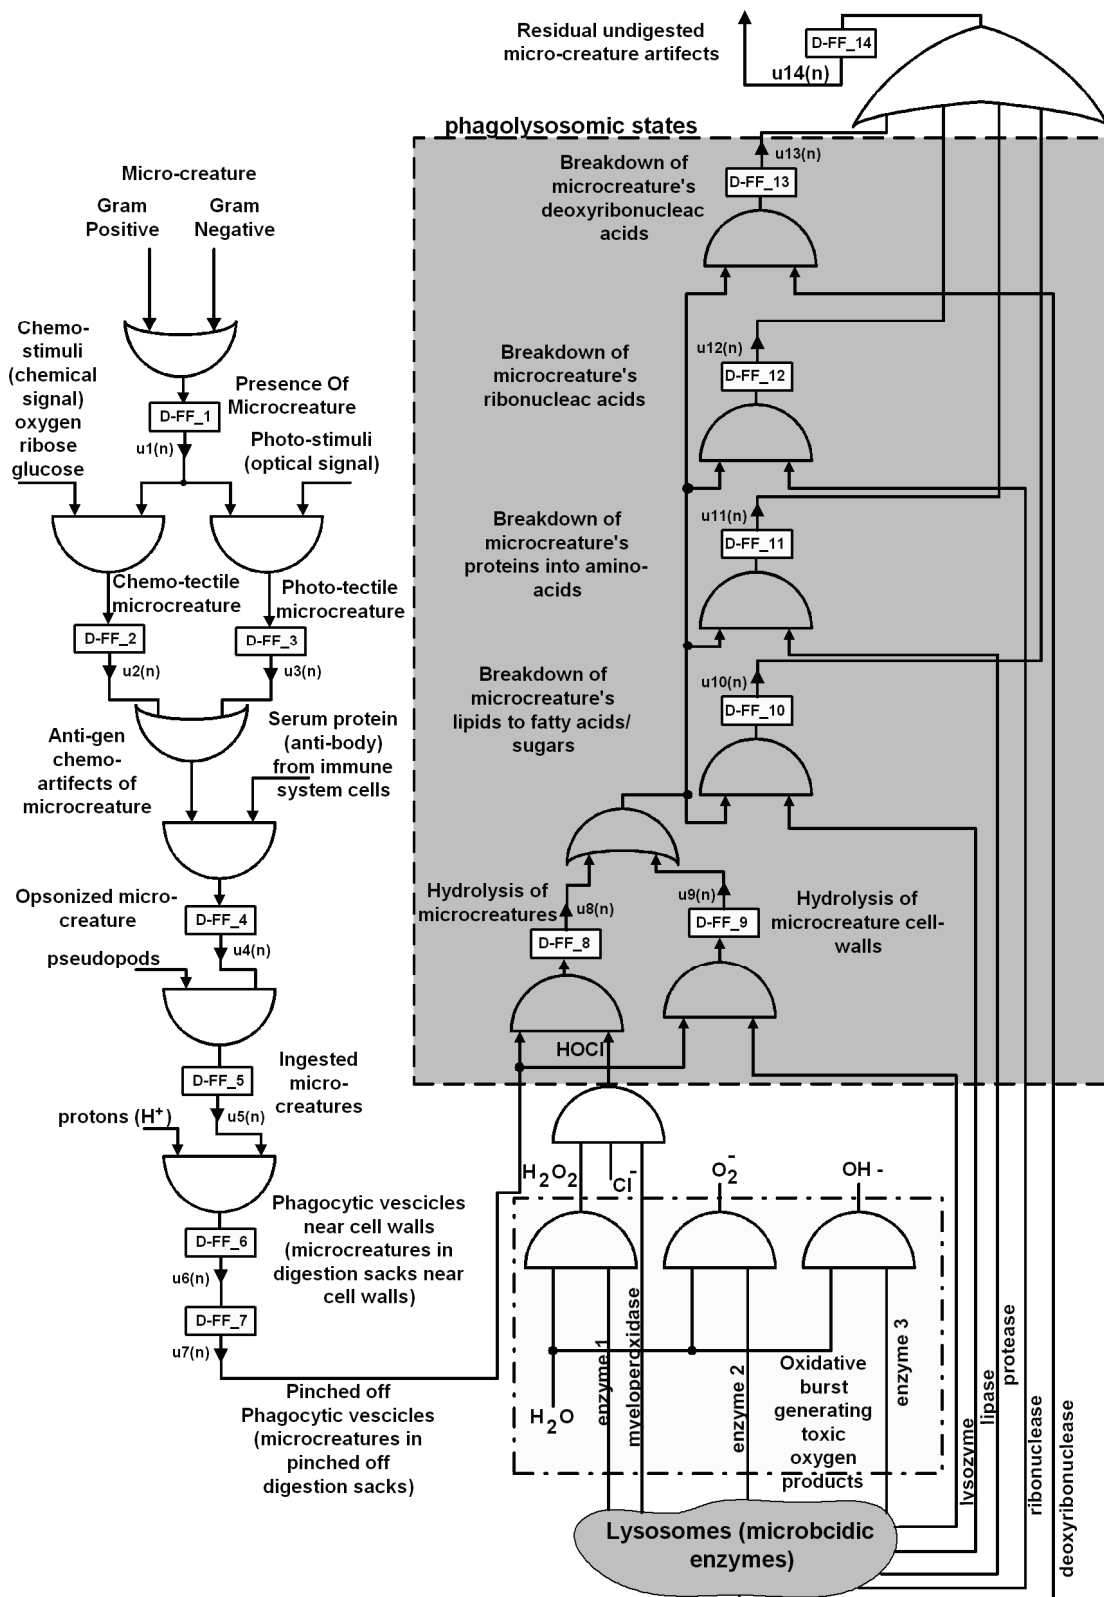 Residual undigested
micro-creature artifects
D-FF_14
u14(n)
phagolysosomic states
u13(n)
Breakdown of
microcreature's
deoxyribonucleac
acids
D-FF_13
Micro-creature
Gram
Positive
Gram
Negative
Chemo-
stimuli
(chemical
signal)
oxygen
ribose
glucose
D-FF_1
Presence Of
Microcreature
u1(n)
Photo-stimuli
(optical signal)
u12(n)
Breakdown of
microcreature's
ribonucleac acids
D-FF_12
u11(n)
Breakdown of
microcreature's
proteins into amino-
acids
D-FF_11
Chemo-tectile
microcreature
Photo-tectile
microcreature
D-FF_2
D-FF_3
u2(n)
u3(n)
u10(n)
Breakdown of
microcreature's
lipids to fatty acids/
sugars
D-FF_10
Anti-gen
chemo-
artifects of
microcreature
Serum protein
(anti-body)
from immune
system cells
Opsonized micro-
creature
D-FF_4
u4(n)
pseudopods
Hydrolysis of
microcreatures
u8(n)
D-FF_8
u9(n)
D-FF_9
Hydrolysis of
microcreature cell-
walls
HOCl
D-FF_5
Ingested
micro-
creatures
u5(n)
protons (H+)
Phagocytic vescicles
near cell walls
(microcreatures in
digestion sacks near
cell walls)
D-FF_6
u6(n)
D-FF_7
u7(n)
Pinched off
Phagocytic vescicles
(microcreatures in
pinched off
digestion sacks)
H2O2
Cl-
O2-
OH -
H2O
enzyme 1
myeloperoxidase
enzyme 2
enzyme 3
Oxidative
burst
generating
toxic
oxygen
products
lysozyme
lipase
protease
ribonuclease
deoxyribonuclease
Lysosomes (microbcidic
enzymes)